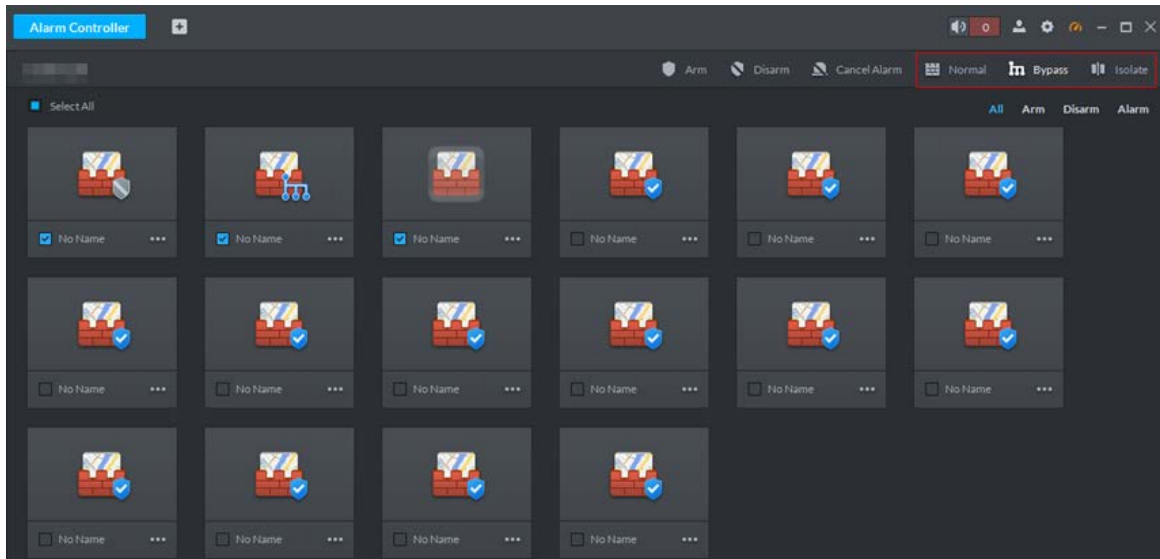 Alarm Controller 0
Arm Disarm Cancel Alarm Normal Bypass Isolate
Select All All Arm Disarm Alarm
No Name No Name No Name No Name No Name No Name
No Name No Name No Name No Name No Name No Name
No Name No Name No Name No Name